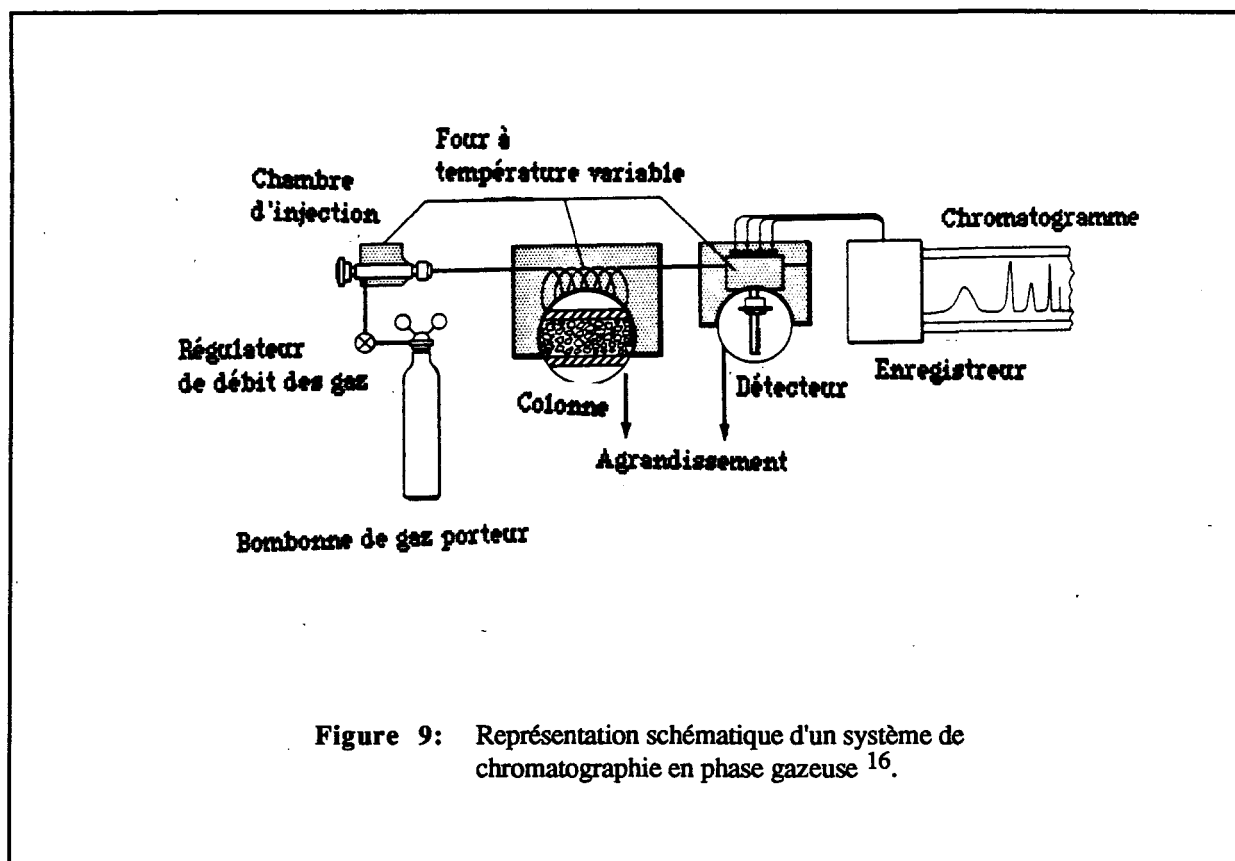 Four à
température variable
Chambre
d'injection
Chromatogramme
Régulateur
de débit des gaz
Colonne
Détecteur
Enregistreur
Agrandissement
Bombonne de gaz porteur
Figure 9: Représentation schématique d'un système de
chromatographie en phase gazeuse 16.